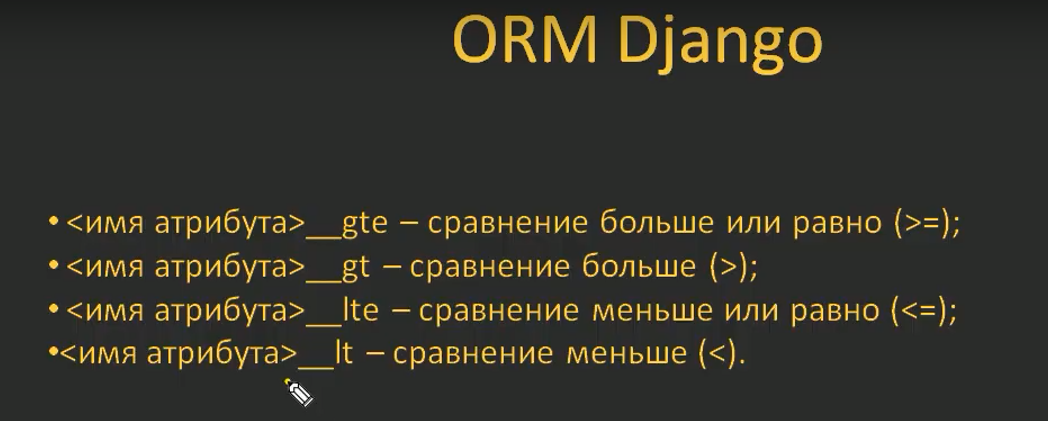 ORM Django
• <имя атрибута>__gte – сравнение больше или равно (>=);
• <имя атрибута>__gt – сравнение больше (>);
• <имя атрибута>__lte – сравнение меньше или равно (<=);
•<имя атрибута>__lt – сравнение меньше (<).